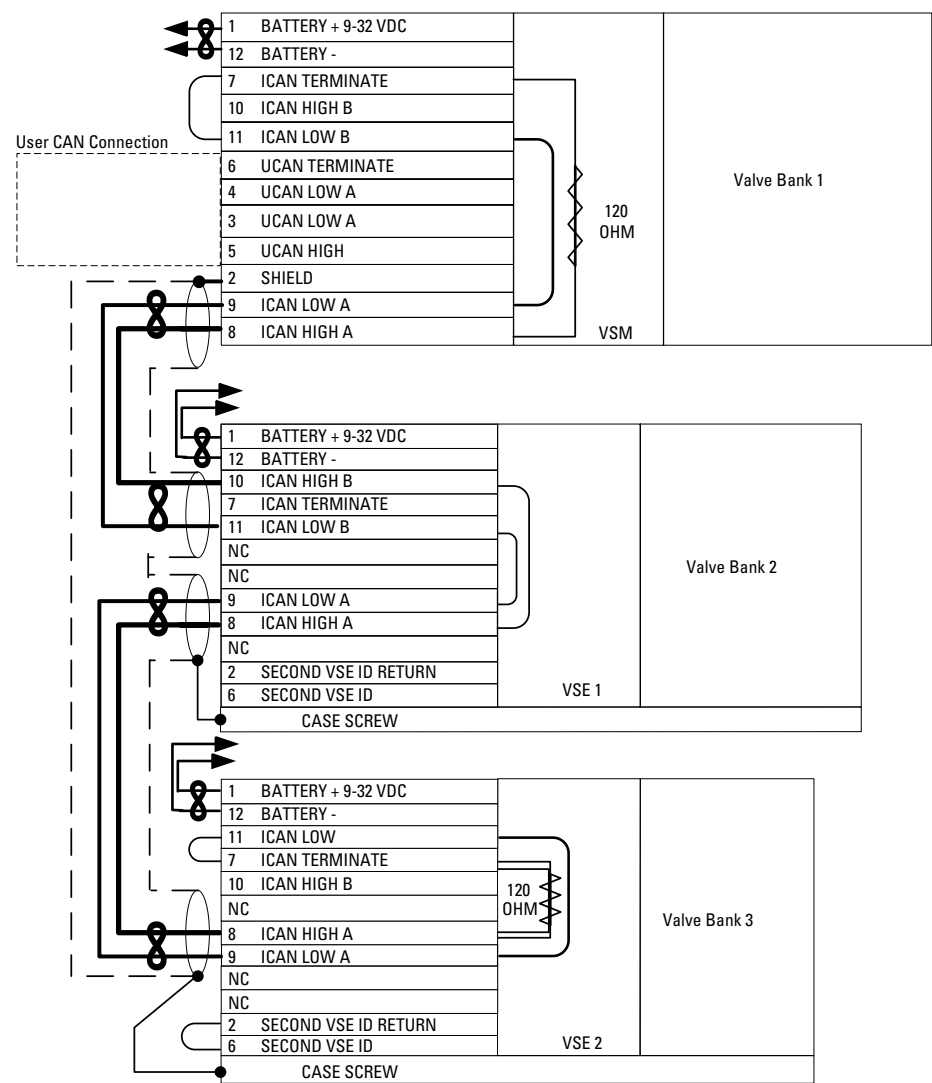 1 BATTERY + 9-32 VDC
12 BATTERY -
7 ICAN TERMINATE
10 ICAN HIGH B
11 ICAN LOW B
User CAN Connection
6 UCAN TERMINATE
4 UCAN LOW A
3 UCAN LOW A
5 UCAN HIGH
2 SHIELD
9 ICAN LOW A
8 ICAN HIGH A
120
OHM
VSM
Valve Bank 1
1 BATTERY + 9-32 VDC
12 BATTERY -
10 ICAN HIGH B
7 ICAN TERMINATE
11 ICAN LOW B
NC
NC
9 ICAN LOW A
8 ICAN HIGH A
NC
2 SECOND VSE ID RETURN
6 SECOND VSE ID
CASE SCREW
VSE 1
Valve Bank 2
1 BATTERY + 9-32 VDC
12 BATTERY -
11 ICAN LOW
7 ICAN TERMINATE
10 ICAN HIGH B
NC
8 ICAN HIGH A
9 ICAN LOW A
NC
NC
2 SECOND VSE ID RETURN
6 SECOND VSE ID
CASE SCREW
120
OHM
VSE 2
Valve Bank 3